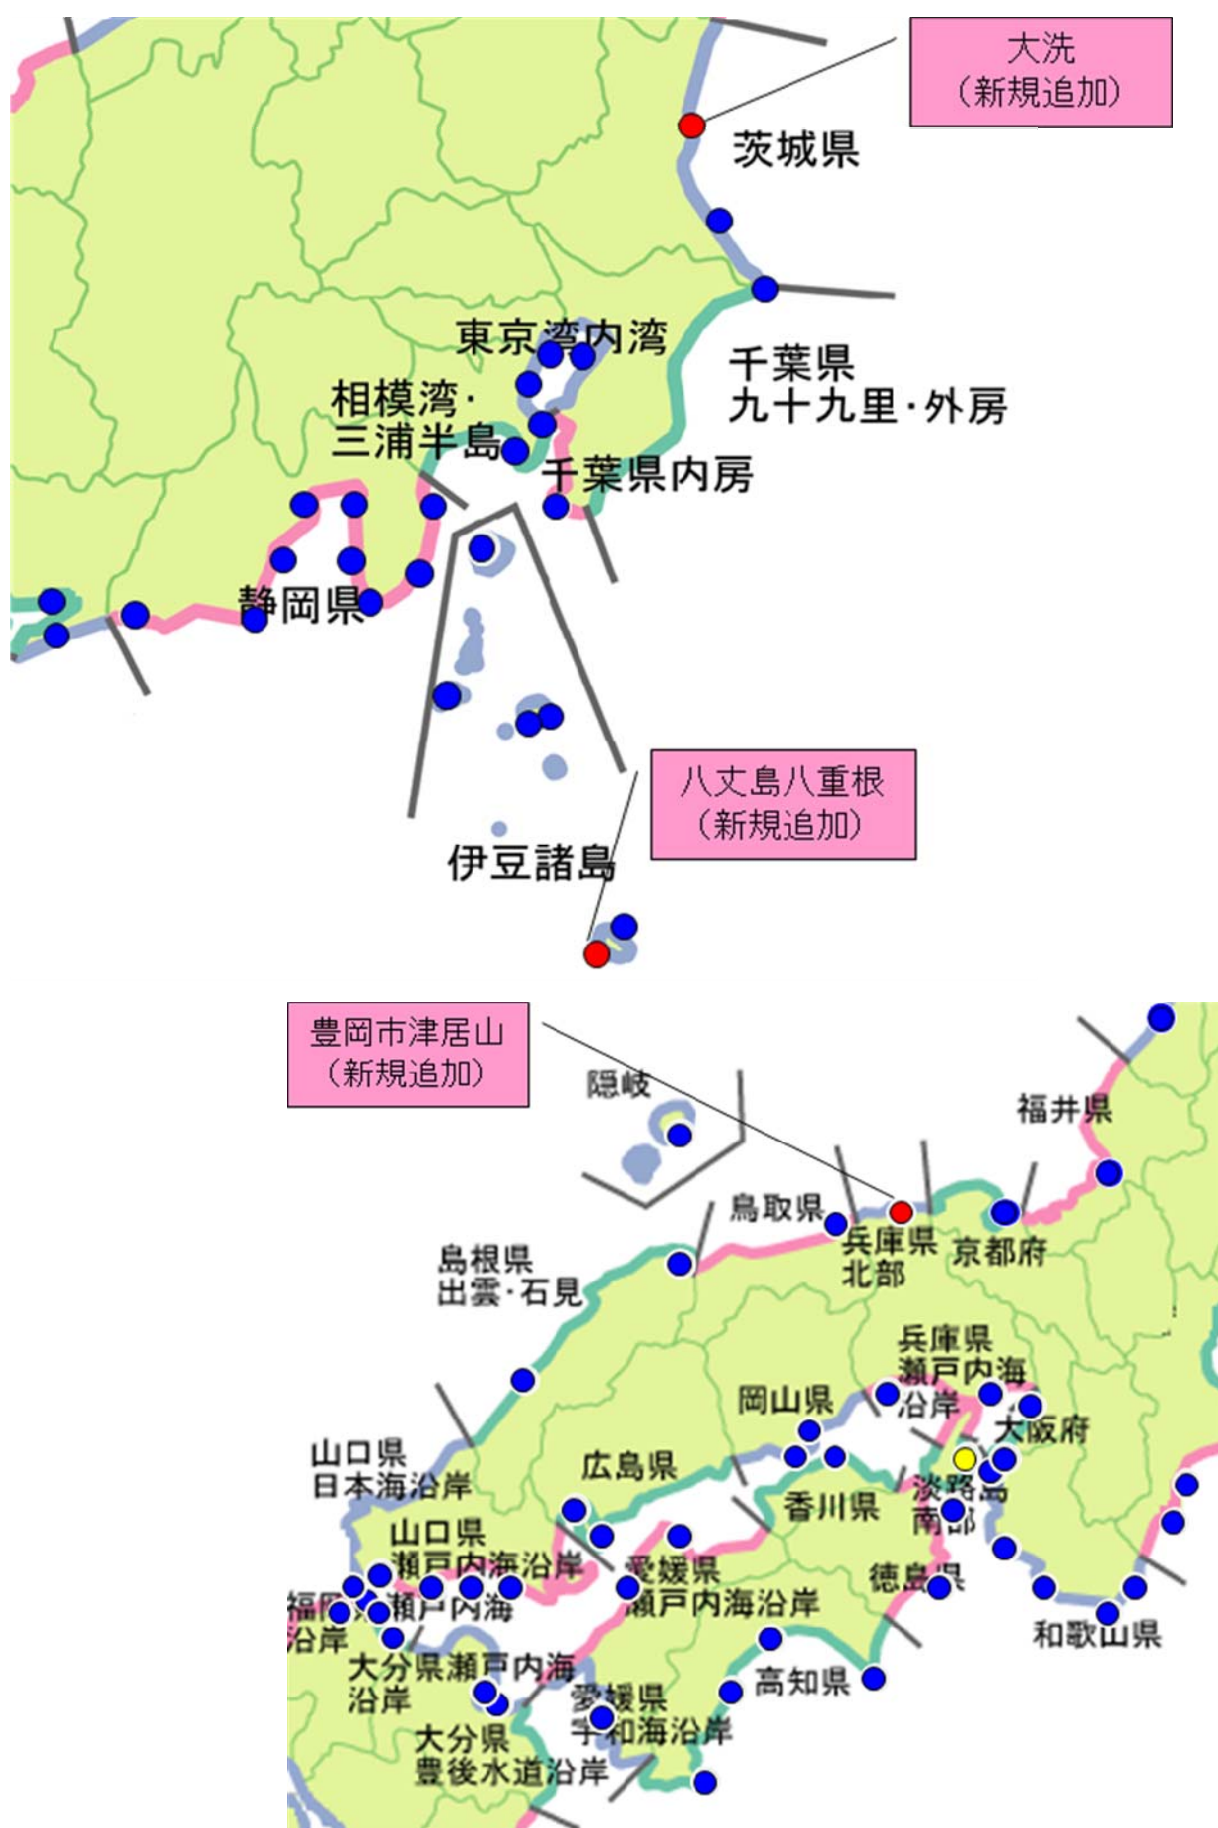 大洗
（新規追加）
茨城県
東京湾内湾
千葉県
九十九里・外房
相模湾・
三浦半島
千葉県内房
静岡県
八丈島八重根
（新規追加）
伊豆諸島
豊岡市津居山
（新規追加）
隠岐
福井県
鳥取県
兵庫県
北部
京都府
島根県
出雲・石見
兵庫県
瀬戸内海
沿岸
岡山県
大阪府
山口県
日本海沿岸
広島県
淡路島
南部
香川県
山口県
瀬戸内海沿岸
愛媛県
瀬戸内海沿岸
徳島県
瀬戸内海
沿岸
和歌山県
大分県瀬戸内海
沿岸
高知県
愛媛県
宇和海沿岸
大分県
豊後水道沿岸